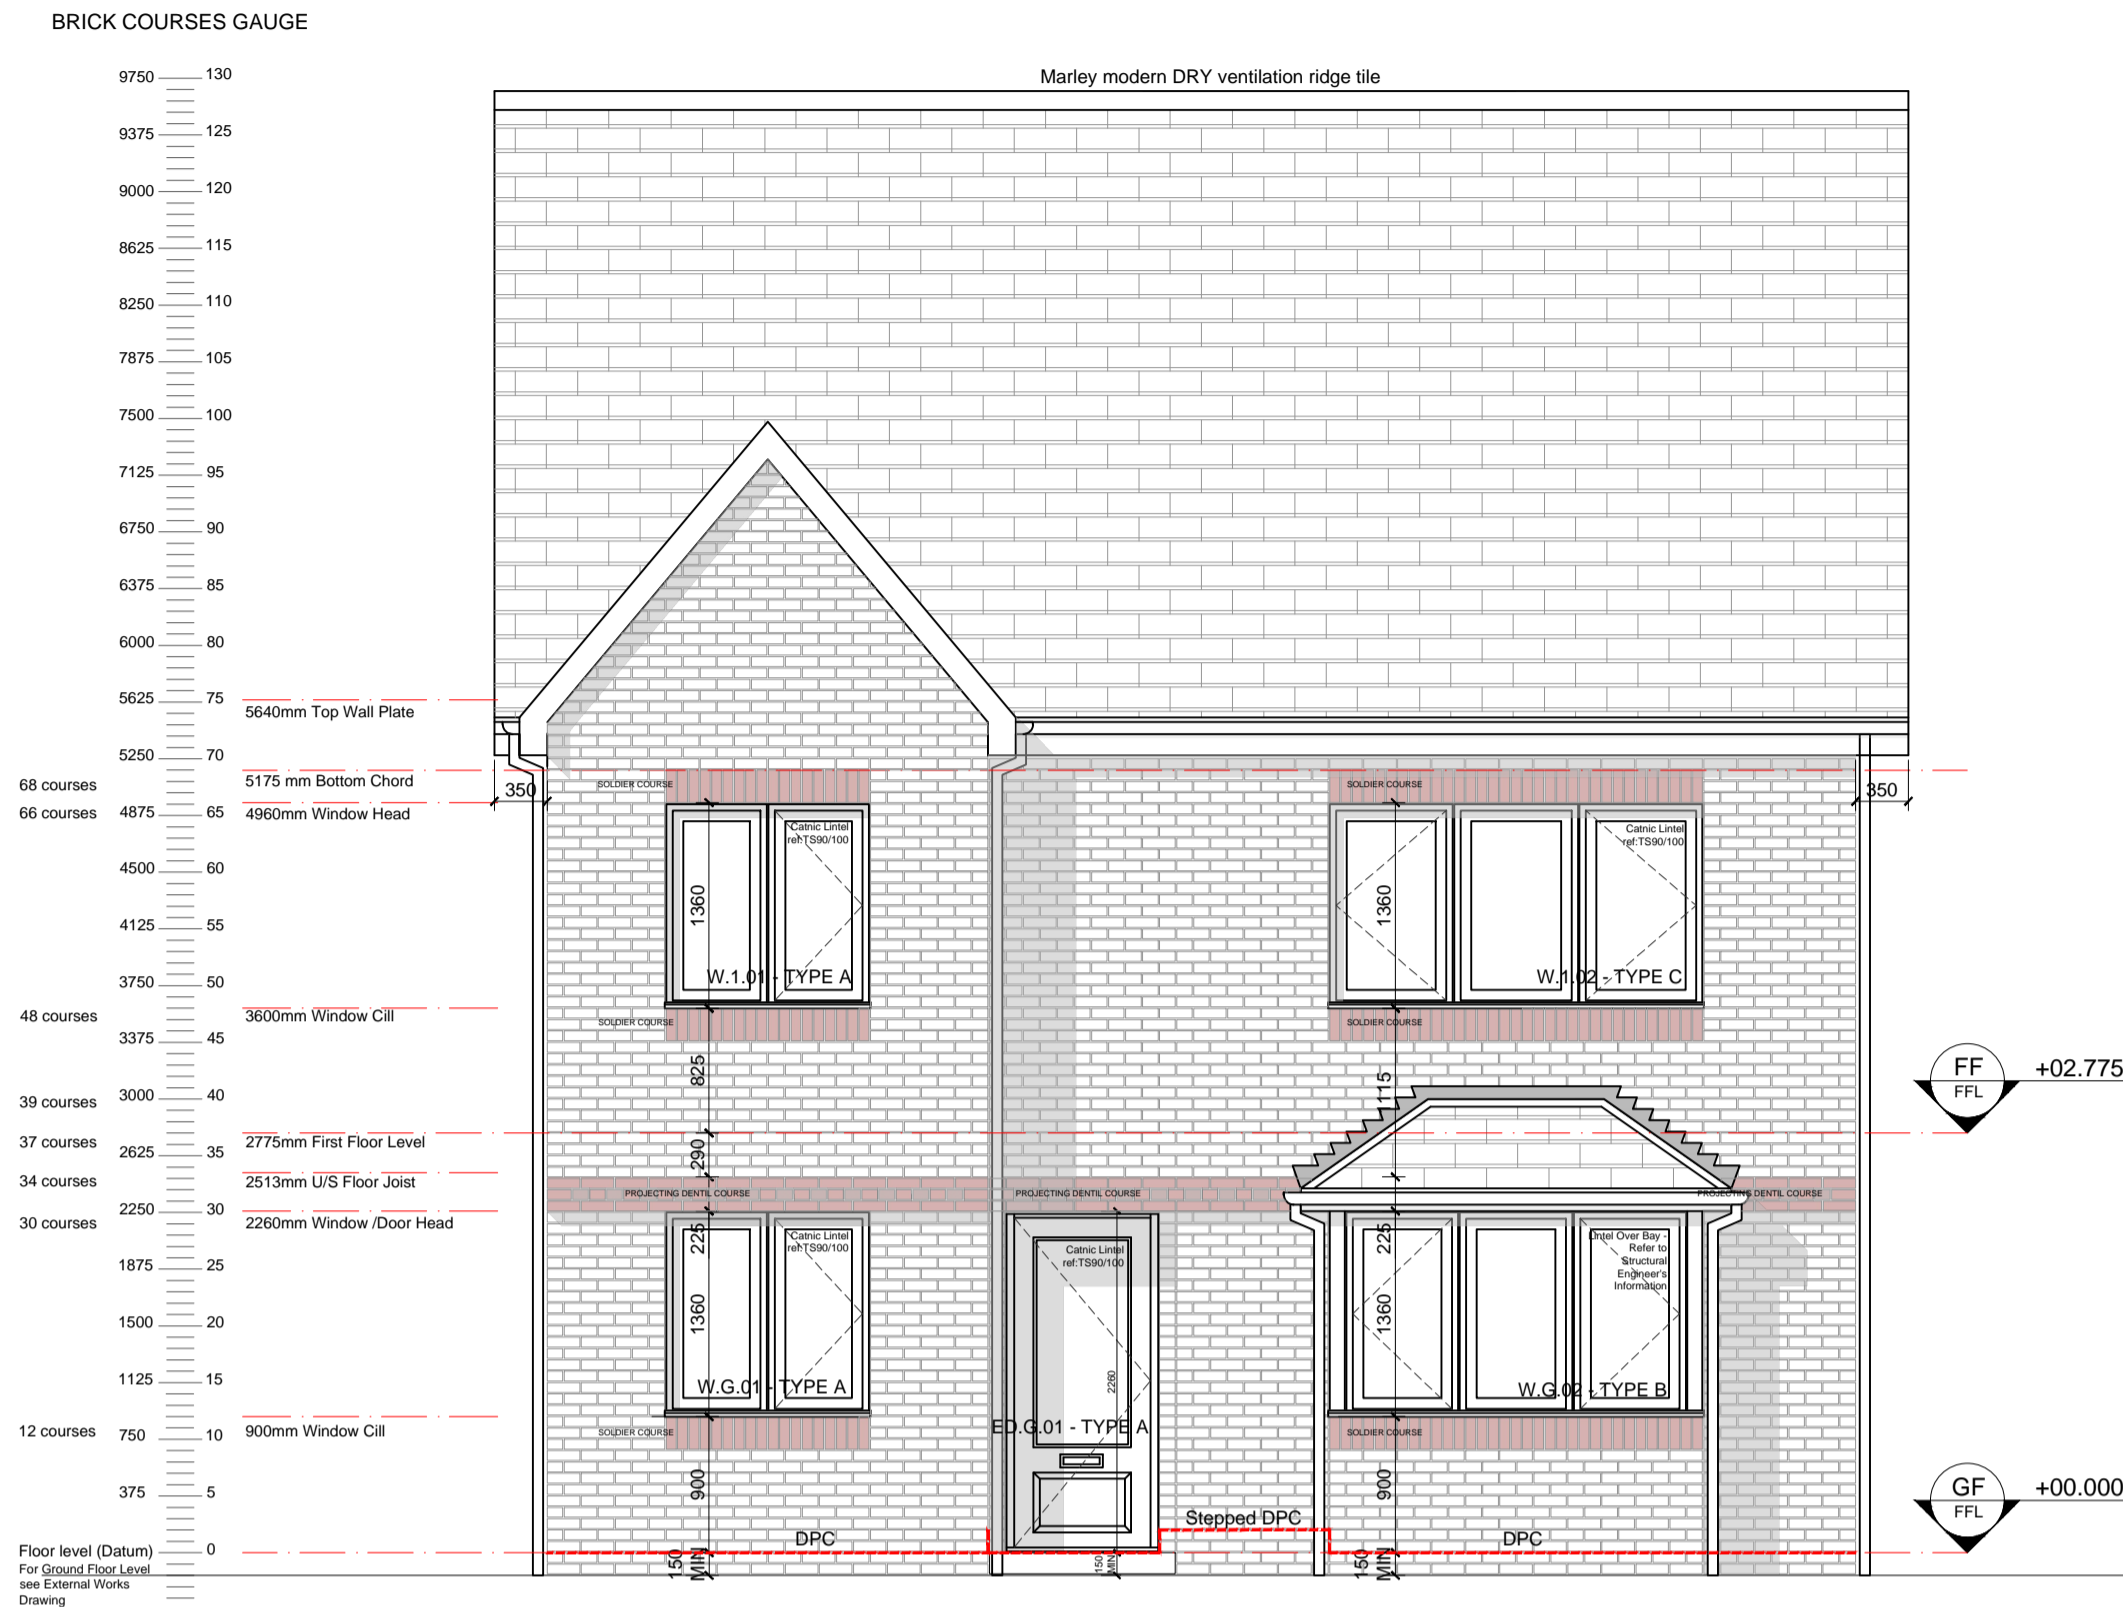 BRICK COURSES GAUGE
Marley modern DRY ventilation ridge tile
9750 130
9375 125
9000 120
8625 115
8250 110
7875 105
7500 100
7125 95
6750 90
6375 85
6000 80
5625 75
5640mm Top Wall Plate
5250 70
68 courses
5175 mm Bottom Chord
SOLDIER COURSE
SOLDIER COURSE
350
350
66 courses
4875 65
4960mm Window Head
Catnic Lintel
ref:TS90/100
Catnic Lintel
ref:TS90/100
4500 60
1360
1360
4125 55
W.1.01 - TYPE A
W.1.02 - TYPE C
3750 50
48 courses
3600mm Window Cill
SOLDIER COURSE
SOLDIER COURSE
3375 45
825
1115
FF
FFL
+02.775
39 courses
3000 40
37 courses
2775mm First Floor Level
290
2625 35
34 courses
2513mm U/S Floor Joist
PROJECTING DENTIL COURSE
PROJECTING DENTIL COURSE
PROJECTING DENTIL COURSE
2250 30
30 courses
2260mm Window /Door Head
225
225
Catnic Lintel
ref:TS90/100
Catnic Lintel
ref:TS90/100
Lintel Over Bay -
Refer to
Structural
Engineer's
Information
1875 25
1500 20
1360
1360
1125 15
2260
W.G.01 - TYPE A
W.G.02 - TYPE B
ED.G.01 - TYPE A
12 courses
750 10
900mm Window Cill
SOLDIER COURSE
SOLDIER COURSE
375 5
900
900
GF
FFL
+00.000
Stepped DPC
DPC
DPC
Floor level (Datum) 0
For Ground Floor Level
see External Works
Drawing
150
MIN
150
MIN
150
MIN